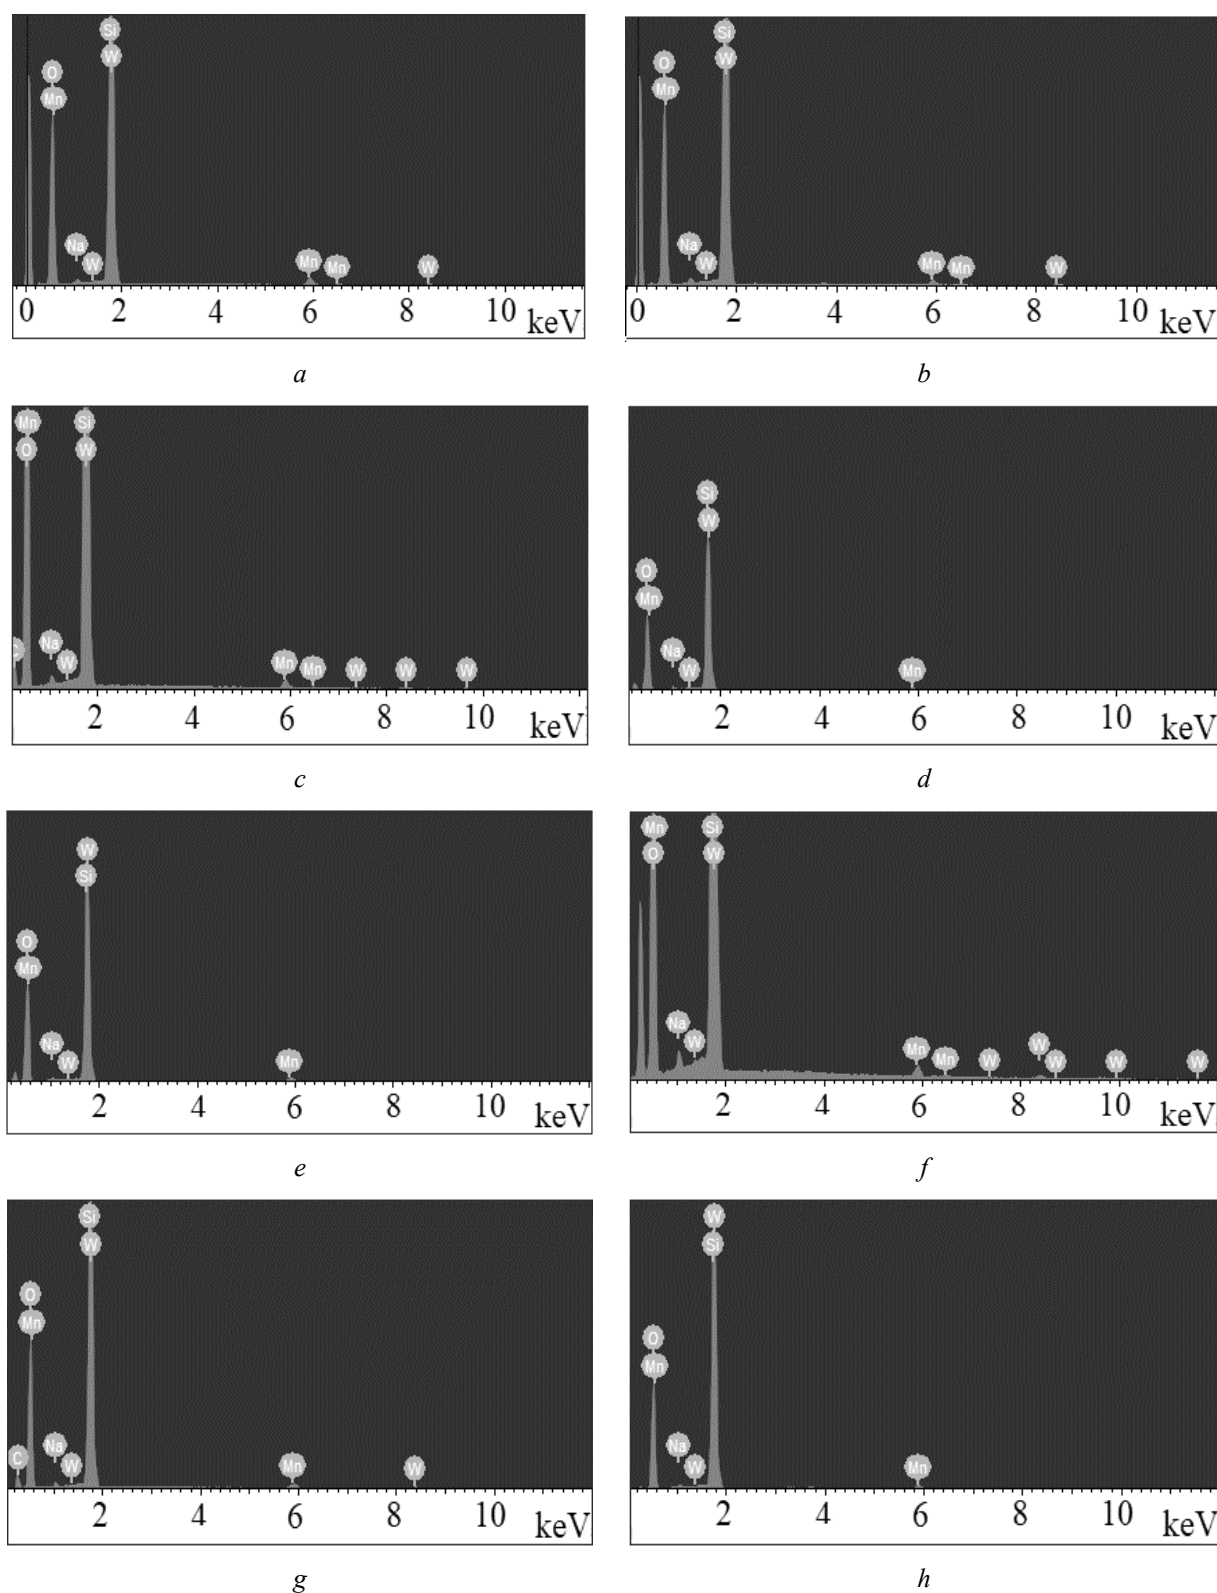 Si Si
W W
O O
Mn Mn
Na Na
W W
Mn Mn W Mn Mn W
0 2 4 6 8 10 keV 0 2 4 6 8 10
a b
Mn Si
O W
Si
W
O
Mn
C Na W Na W
Mn Mn W W W Mn
2 4 6 8 10 keV 2 4 6 8 10 keV
c d
W Mn Si
Si O W
O
Mn
Na W Na W
Mn Mn Mn W W W W W
2 4 6 8 10 keV 2 4 6 8 10 keV
e f
Si W
W Si
O O
Mn Mn
C Na W Na W
Mn W Mn
2 4 6 8 10 keV 2 4 6 8 10 keV
g h